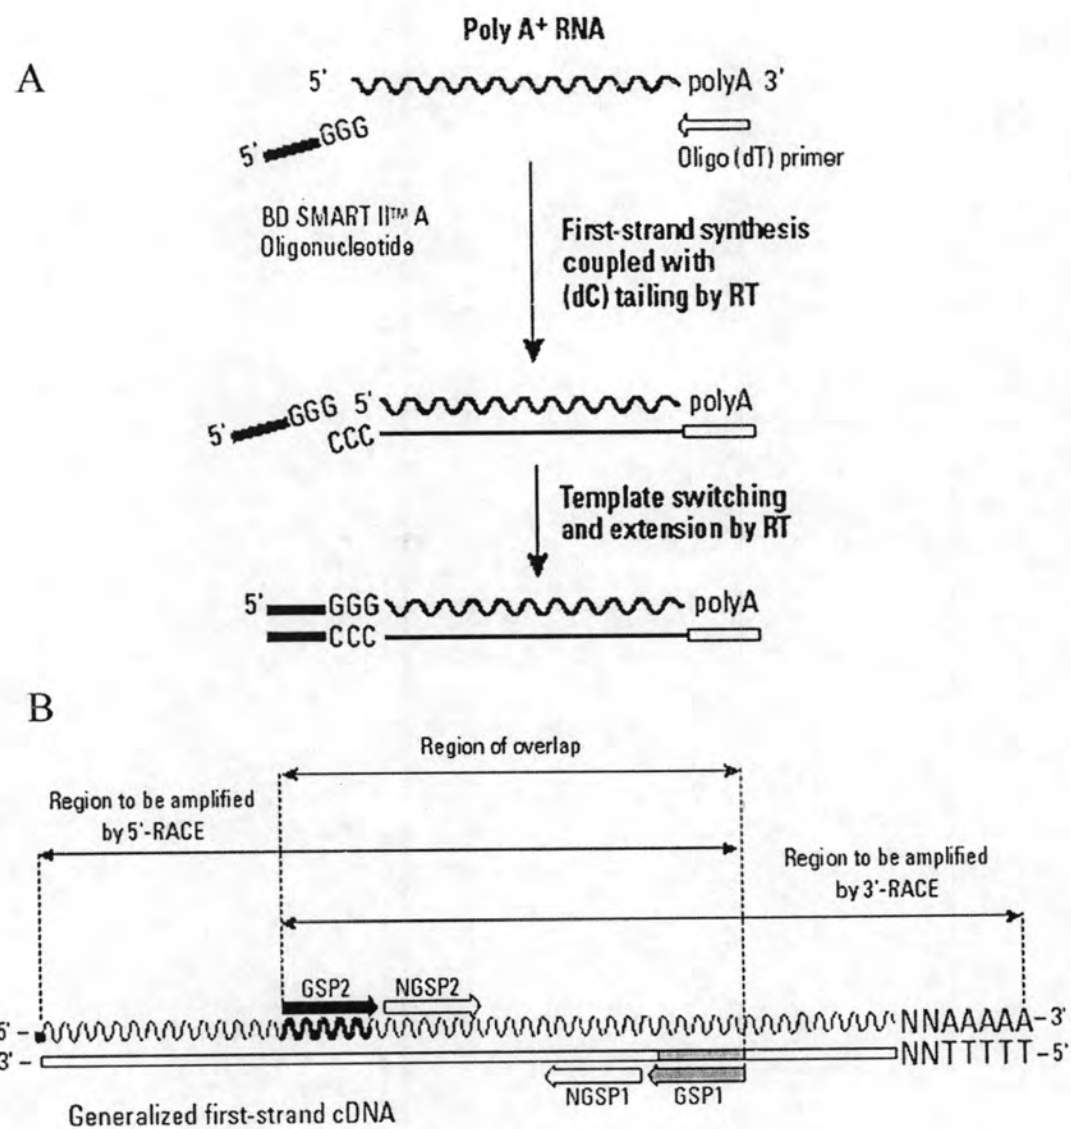 Poly A+ RNA
A
5' polyA 3'
5' GGG
Oligo (dT) primer
BD SMART II™ A
Oligonucleotide
First-strand synthesis
coupled with
(dC) tailing by RT
5' GGG 5' polyA
CCC
Template switching
and extension by RT
5' GGG polyA
CCC
B
Region of overlap
Region to be amplified
by 5'-RACE
Region to be amplified
by 3'-RACE
GSP2 NGSP2
5' – NNAAAAA–3'
3' – NNTTTTT–5'
NGSP1 GSP1
Generalized first-strand cDNA